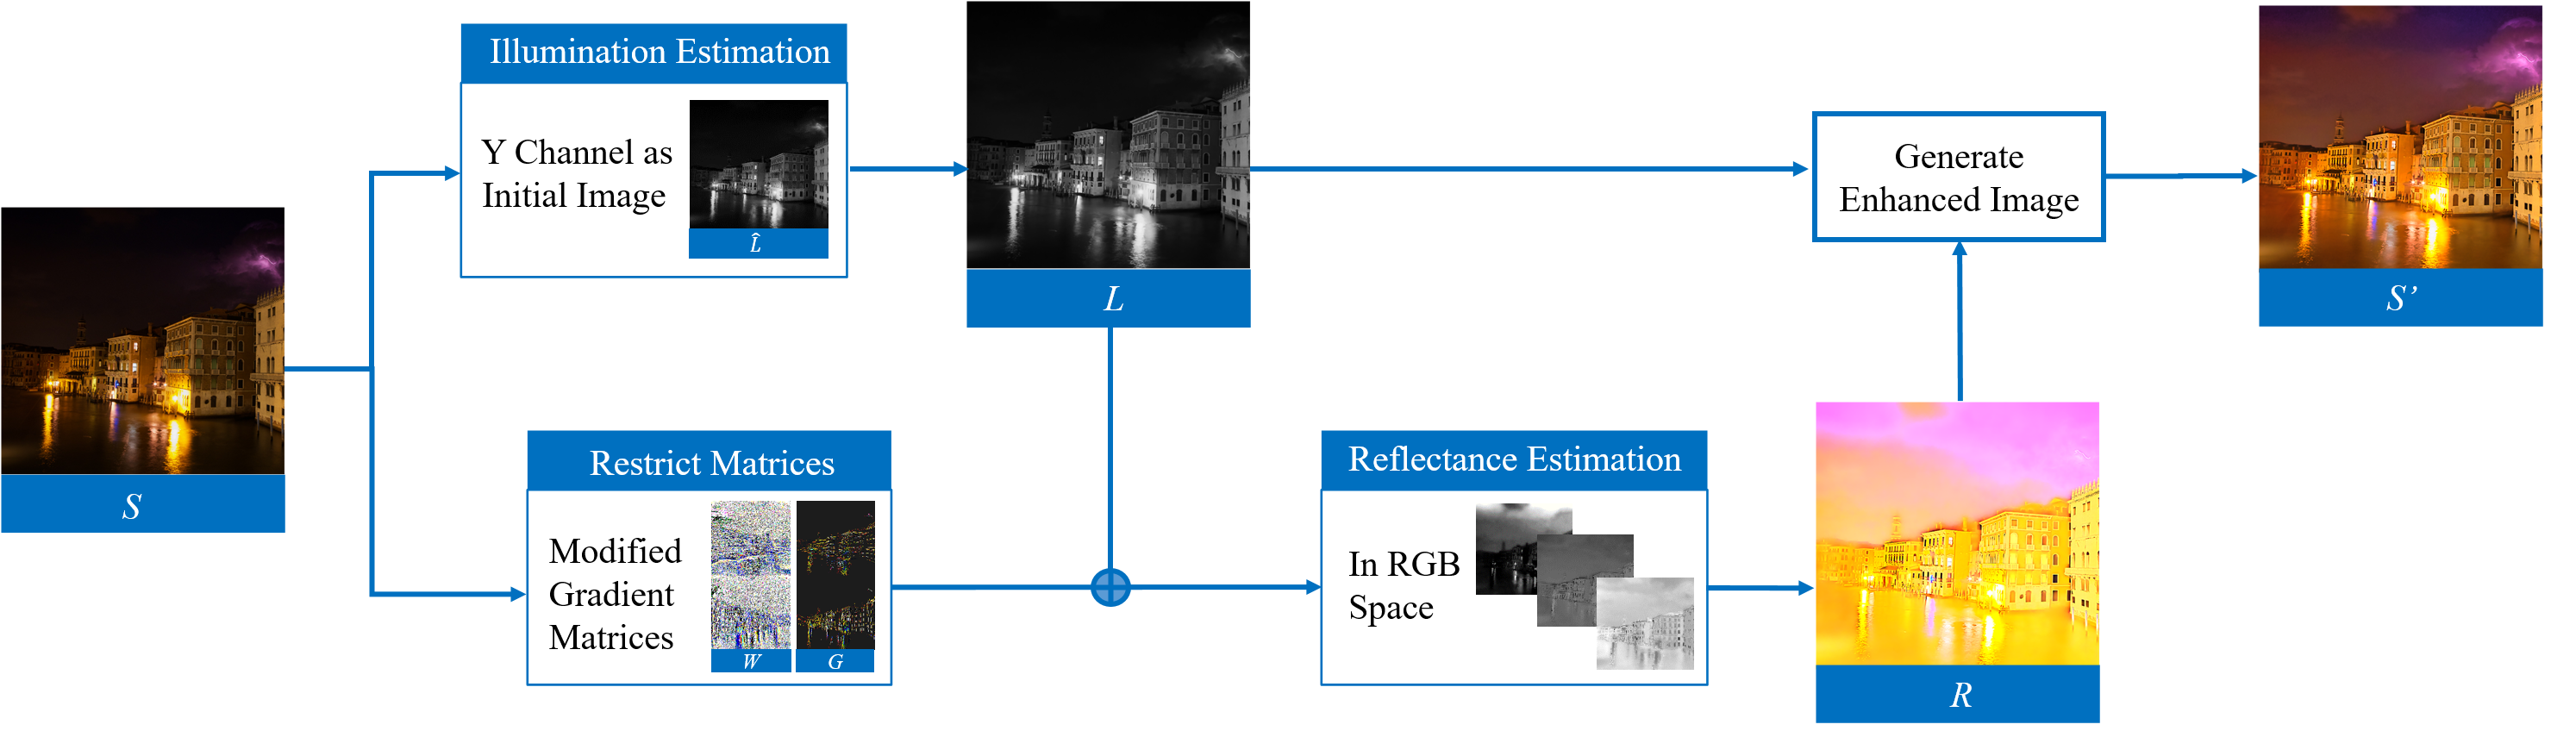 Illumination Estimation
Y Channel as
Initial Image
L̂
L
Generate
Enhanced Image
S’
S
Restrict Matrices
Modified
Gradient
Matrices
W
G
Reflectance Estimation
In RGB
Space
R